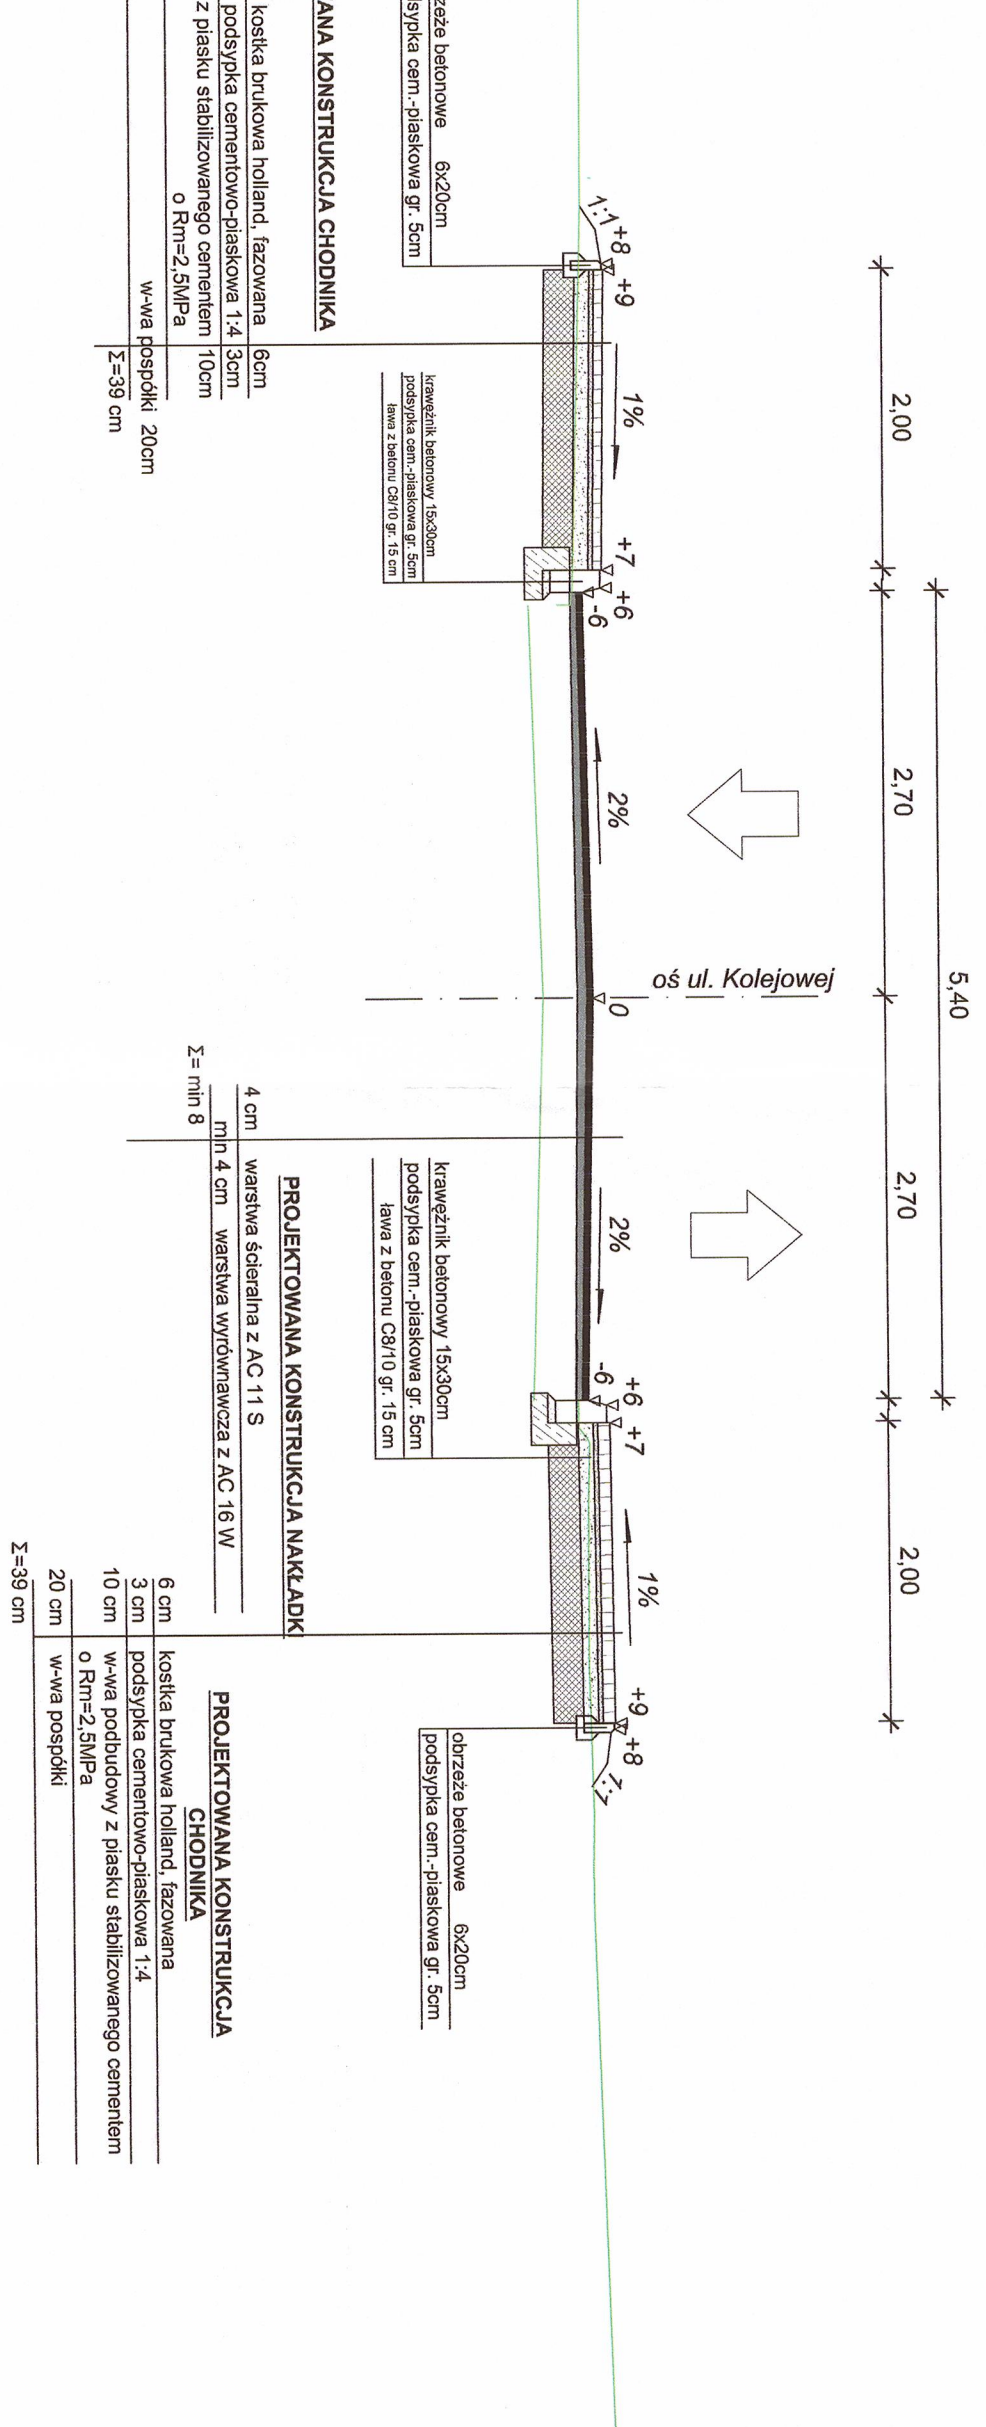 5,40
2,00
2,70
2,70
2,00
oś ul. Kolejowej
1:1
+8
+9
1%
+7
+6
-6
2%
0
2%
-6
+6
+7
1%
+9
+8
1:1
zeże betonowe 6x20cm
sypka cem.-piaskowa gr. 5cm
krawężnik betonowy 15x30cm
podsypka cem.-piaskowa gr. 5cm
ława z betonu C8/10 gr. 15 cm
krawężnik betonowy 15x30cm
podsypka cem.-piaskowa gr. 5cm
ława z betonu C8/10 gr. 15 cm
obrzeże betonowe 6x20cm
podsypka cem.-piaskowa gr. 5cm
ANA KONSTRUKCJA CHODNIKA
kostka brukowa holland, fazowana 6cm
podsypka cementowo-piaskowa 1:4 3cm
z piasku stabilizowanego cementem 10cm
o Rm=2,5MPa
w-wa pospółki 20cm
Σ=39 cm
PROJEKTOWANA KONSTRUKCJA NAKŁADKI
4 cm warstwa ścieralna z AC 11 S
min 4 cm warstwa wyrównawcza z AC 16 W
Σ= min 8
PROJEKTOWANA KONSTRUKCJA
CHODNIKA
6 cm kostka brukowa holland, fazowana
3 cm podsypka cementowo-piaskowa 1:4
10 cm w-wa podbudowy z piasku stabilizowanego cementem
o Rm=2,5MPa
20 cm w-wa pospółki
Σ=39 cm